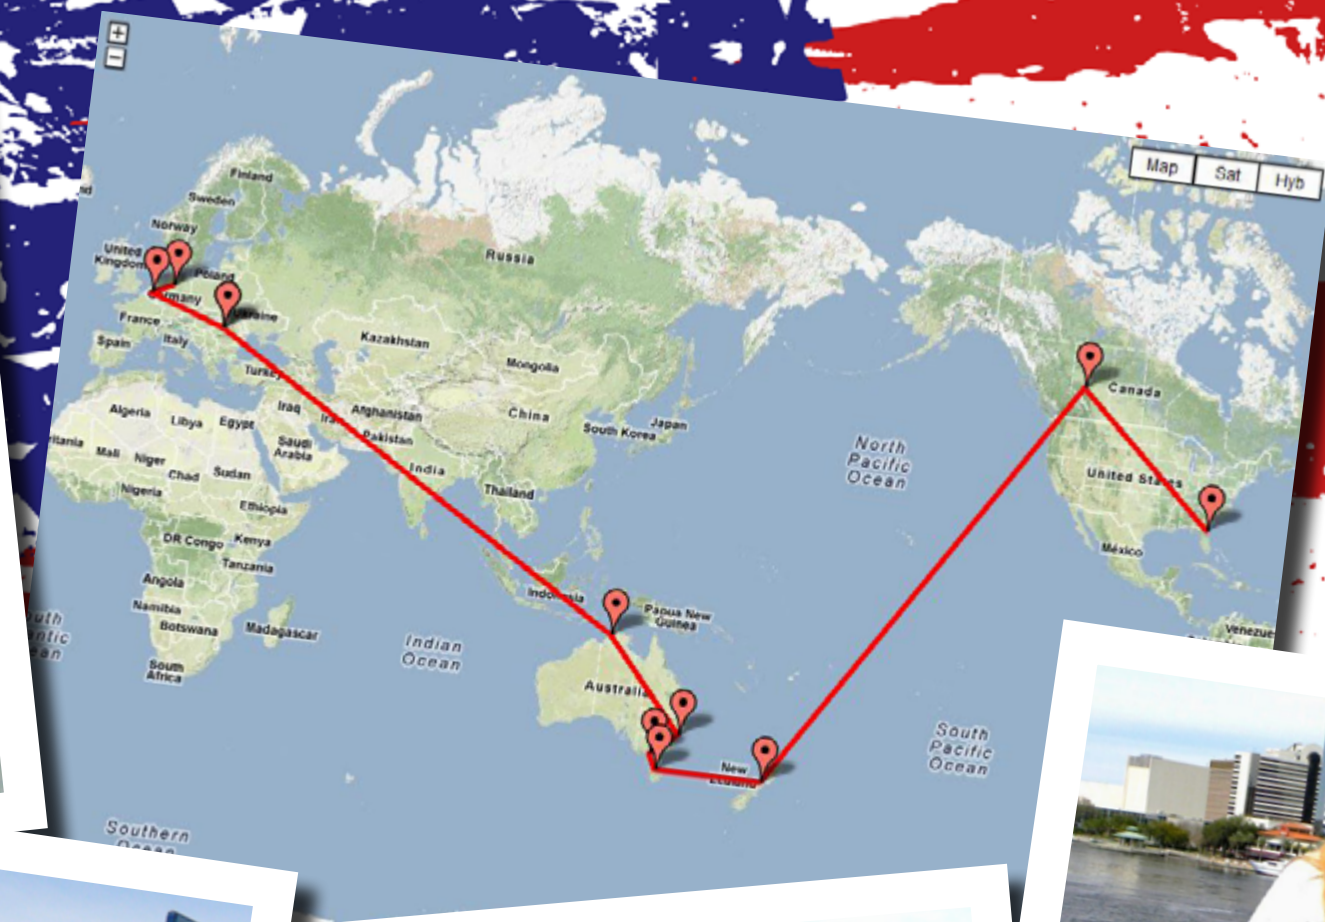 +
−
Map
Sat
Hyb
Finland
Sweden
Norway
United
Kingdom
Poland
Russia
France
Spain
Italy
Turkey
Kazakhstan
Mongolia
Canada
Algeria
Libya
Egypt
Iraq
Afghanistan
China
Japan
South Korea
Pakistan
Saudi
Arabia
North
Pacific
Ocean
United States
Mali
Niger
Chad
Sudan
India
Thailand
Nigeria
Ethiopia
México
DR Congo
Kenya
Tanzania
Angola
Namibia
Botswana
Madagascar
South
Africa
Indonesia
Papua New
Guinea
Venezue
Indian
Ocean
Australia
South
Pacific
Ocean
New
Southern
Ocean